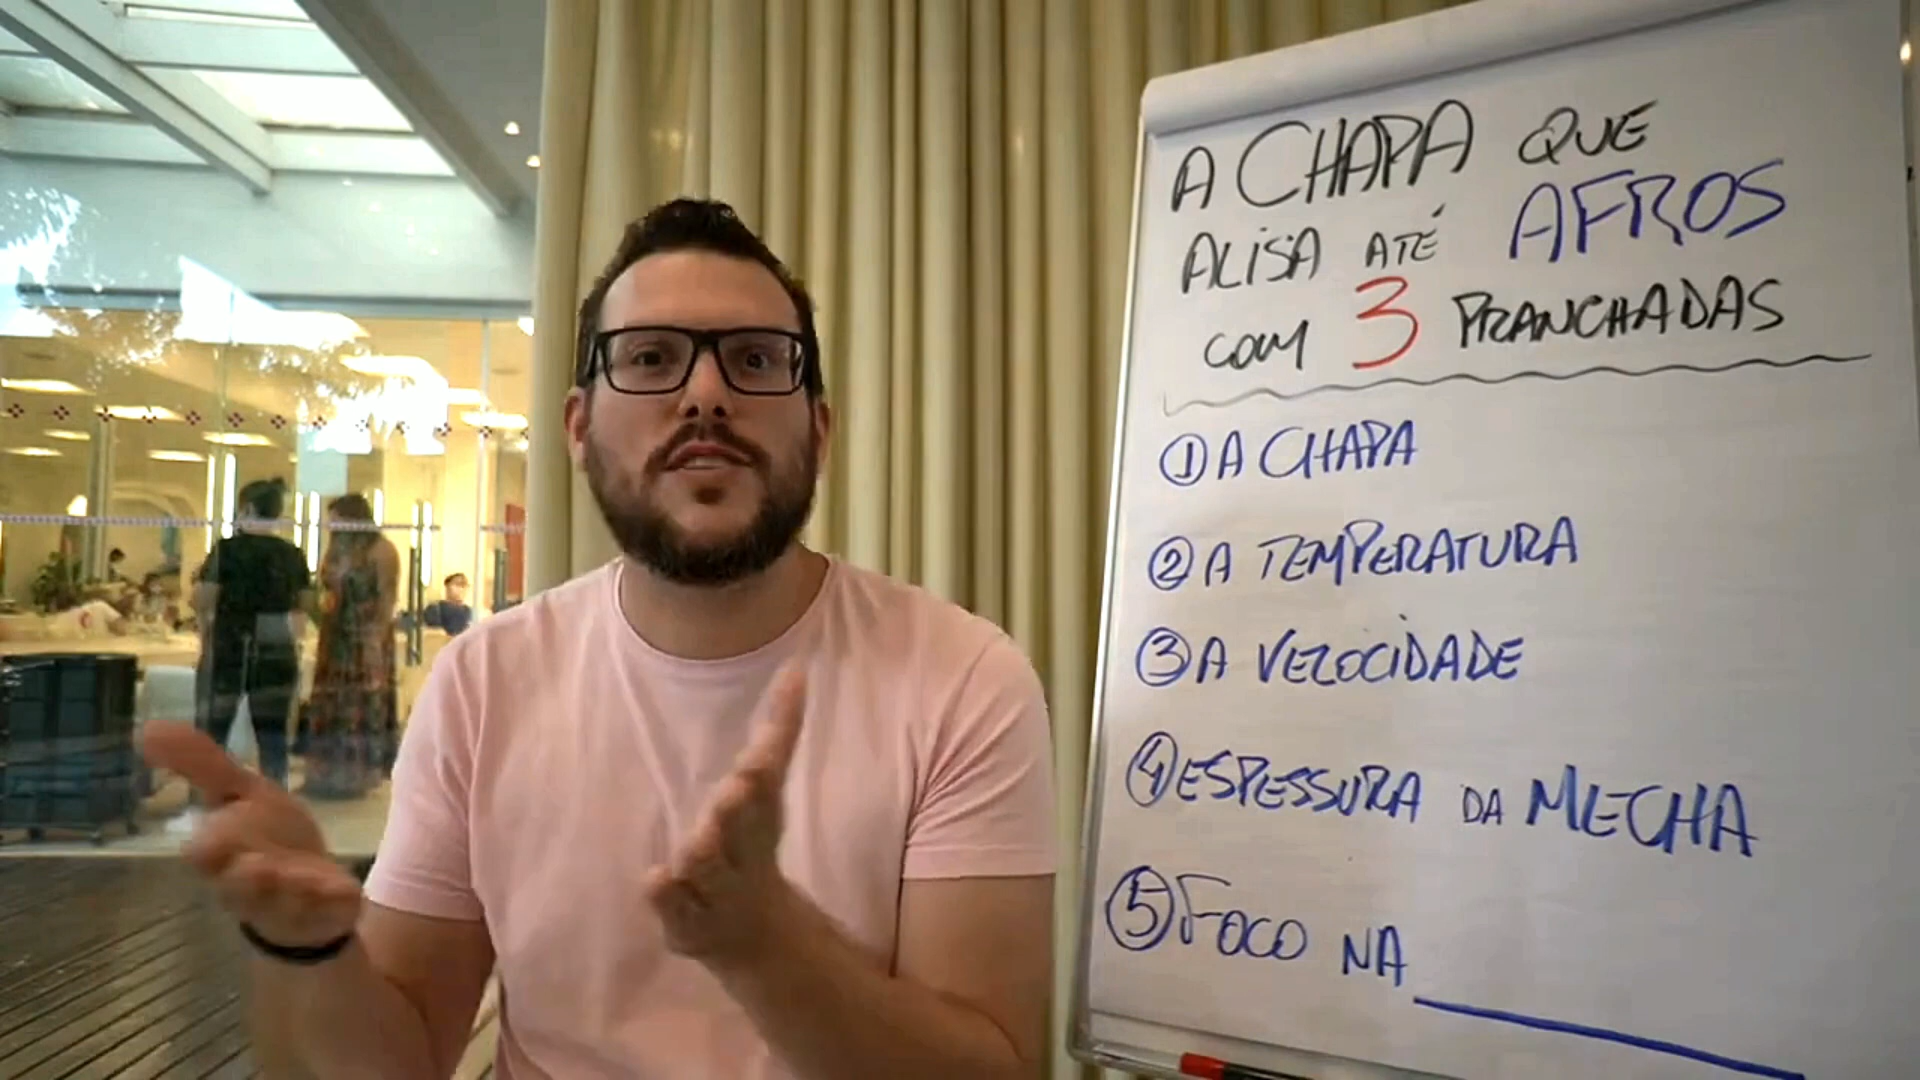 A CHAPA QUE
ALISA ATÉ AFROS
COM 3 PRANCHADAS
1 A CHAPA
2 A TEMPERATURA
3 A VELOCIDADE
4 ESPESSURA DA MECHA
5 FOCO NA